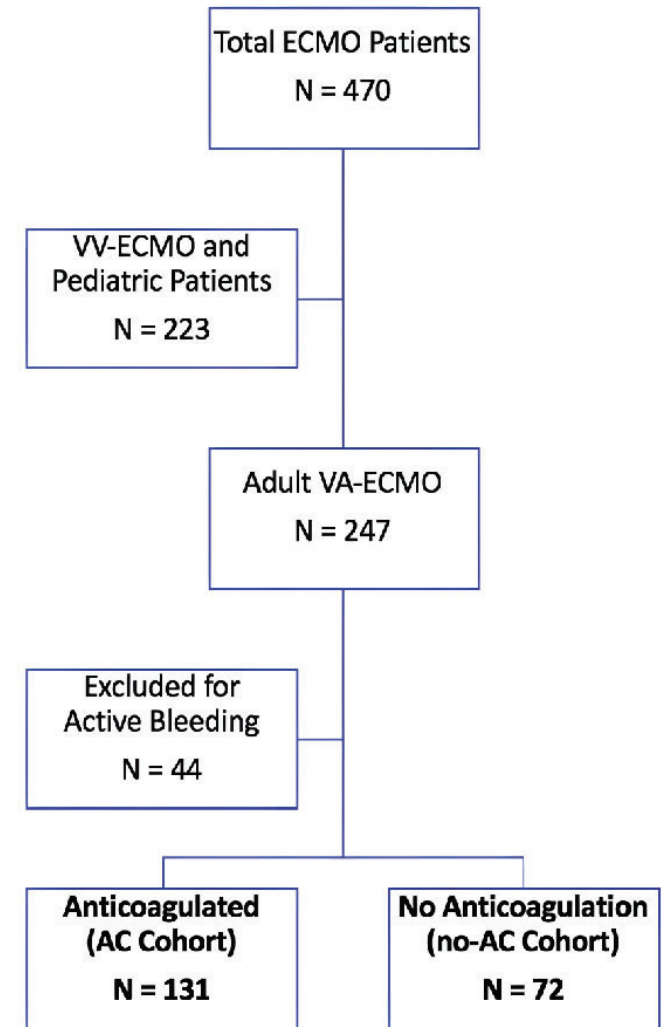 Total ECMO Patients
N = 470
VV-ECMO and
Pediatric Patients
N = 223
Adult VA-ECMO
N = 247
Excluded for
Active Bleeding
N = 44
Anticoagulated
(AC Cohort)
N = 131
No Anticoagulation
(no-AC Cohort)
N = 72